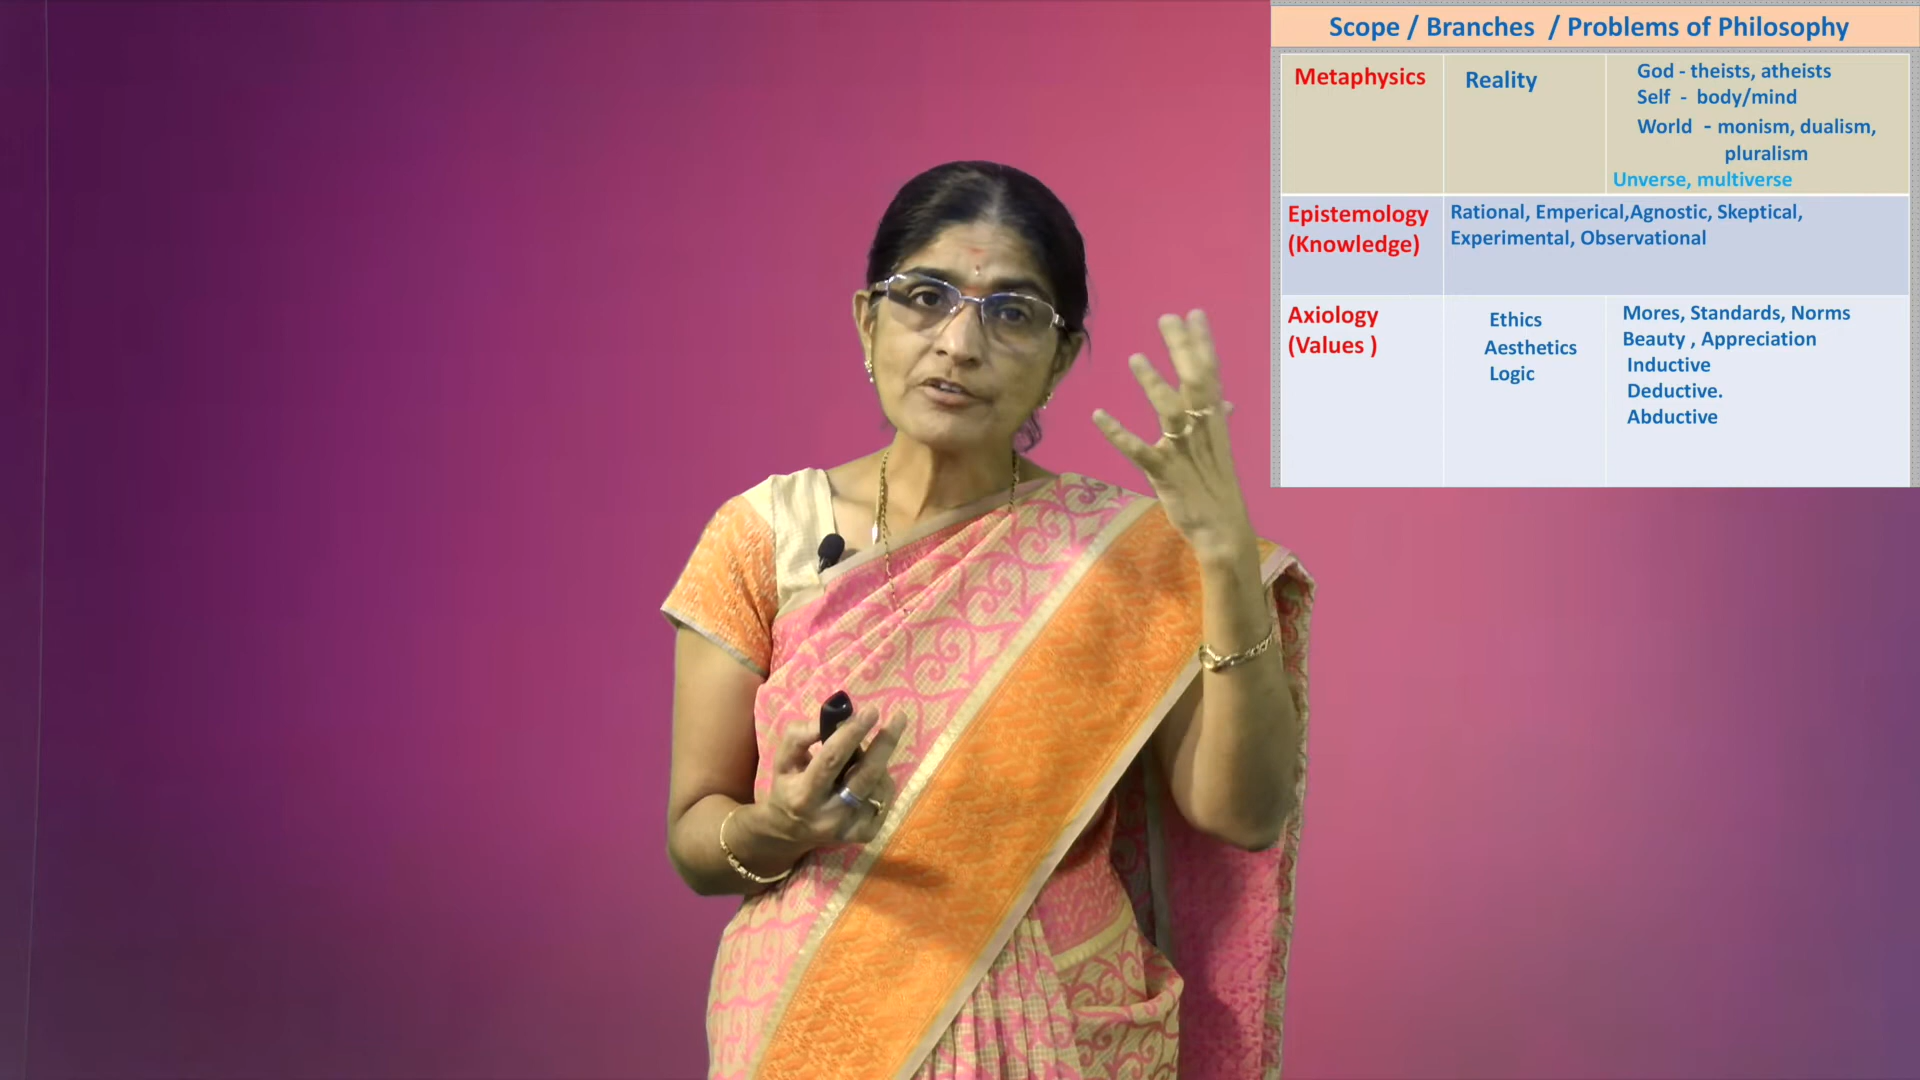 Scope / Branches / Problems of Philosophy
Metaphysics
Reality
God - theists, atheists
Self - body/mind
World - monism, dualism,
pluralism
Unverse, multiverse
Epistemology
(Knowledge)
Rational, Emperical,Agnostic, Skeptical,
Experimental, Observational
Axiology
(Values )
Ethics
Aesthetics
Logic
Mores, Standards, Norms
Beauty , Appreciation
Inductive
Deductive.
Abductive